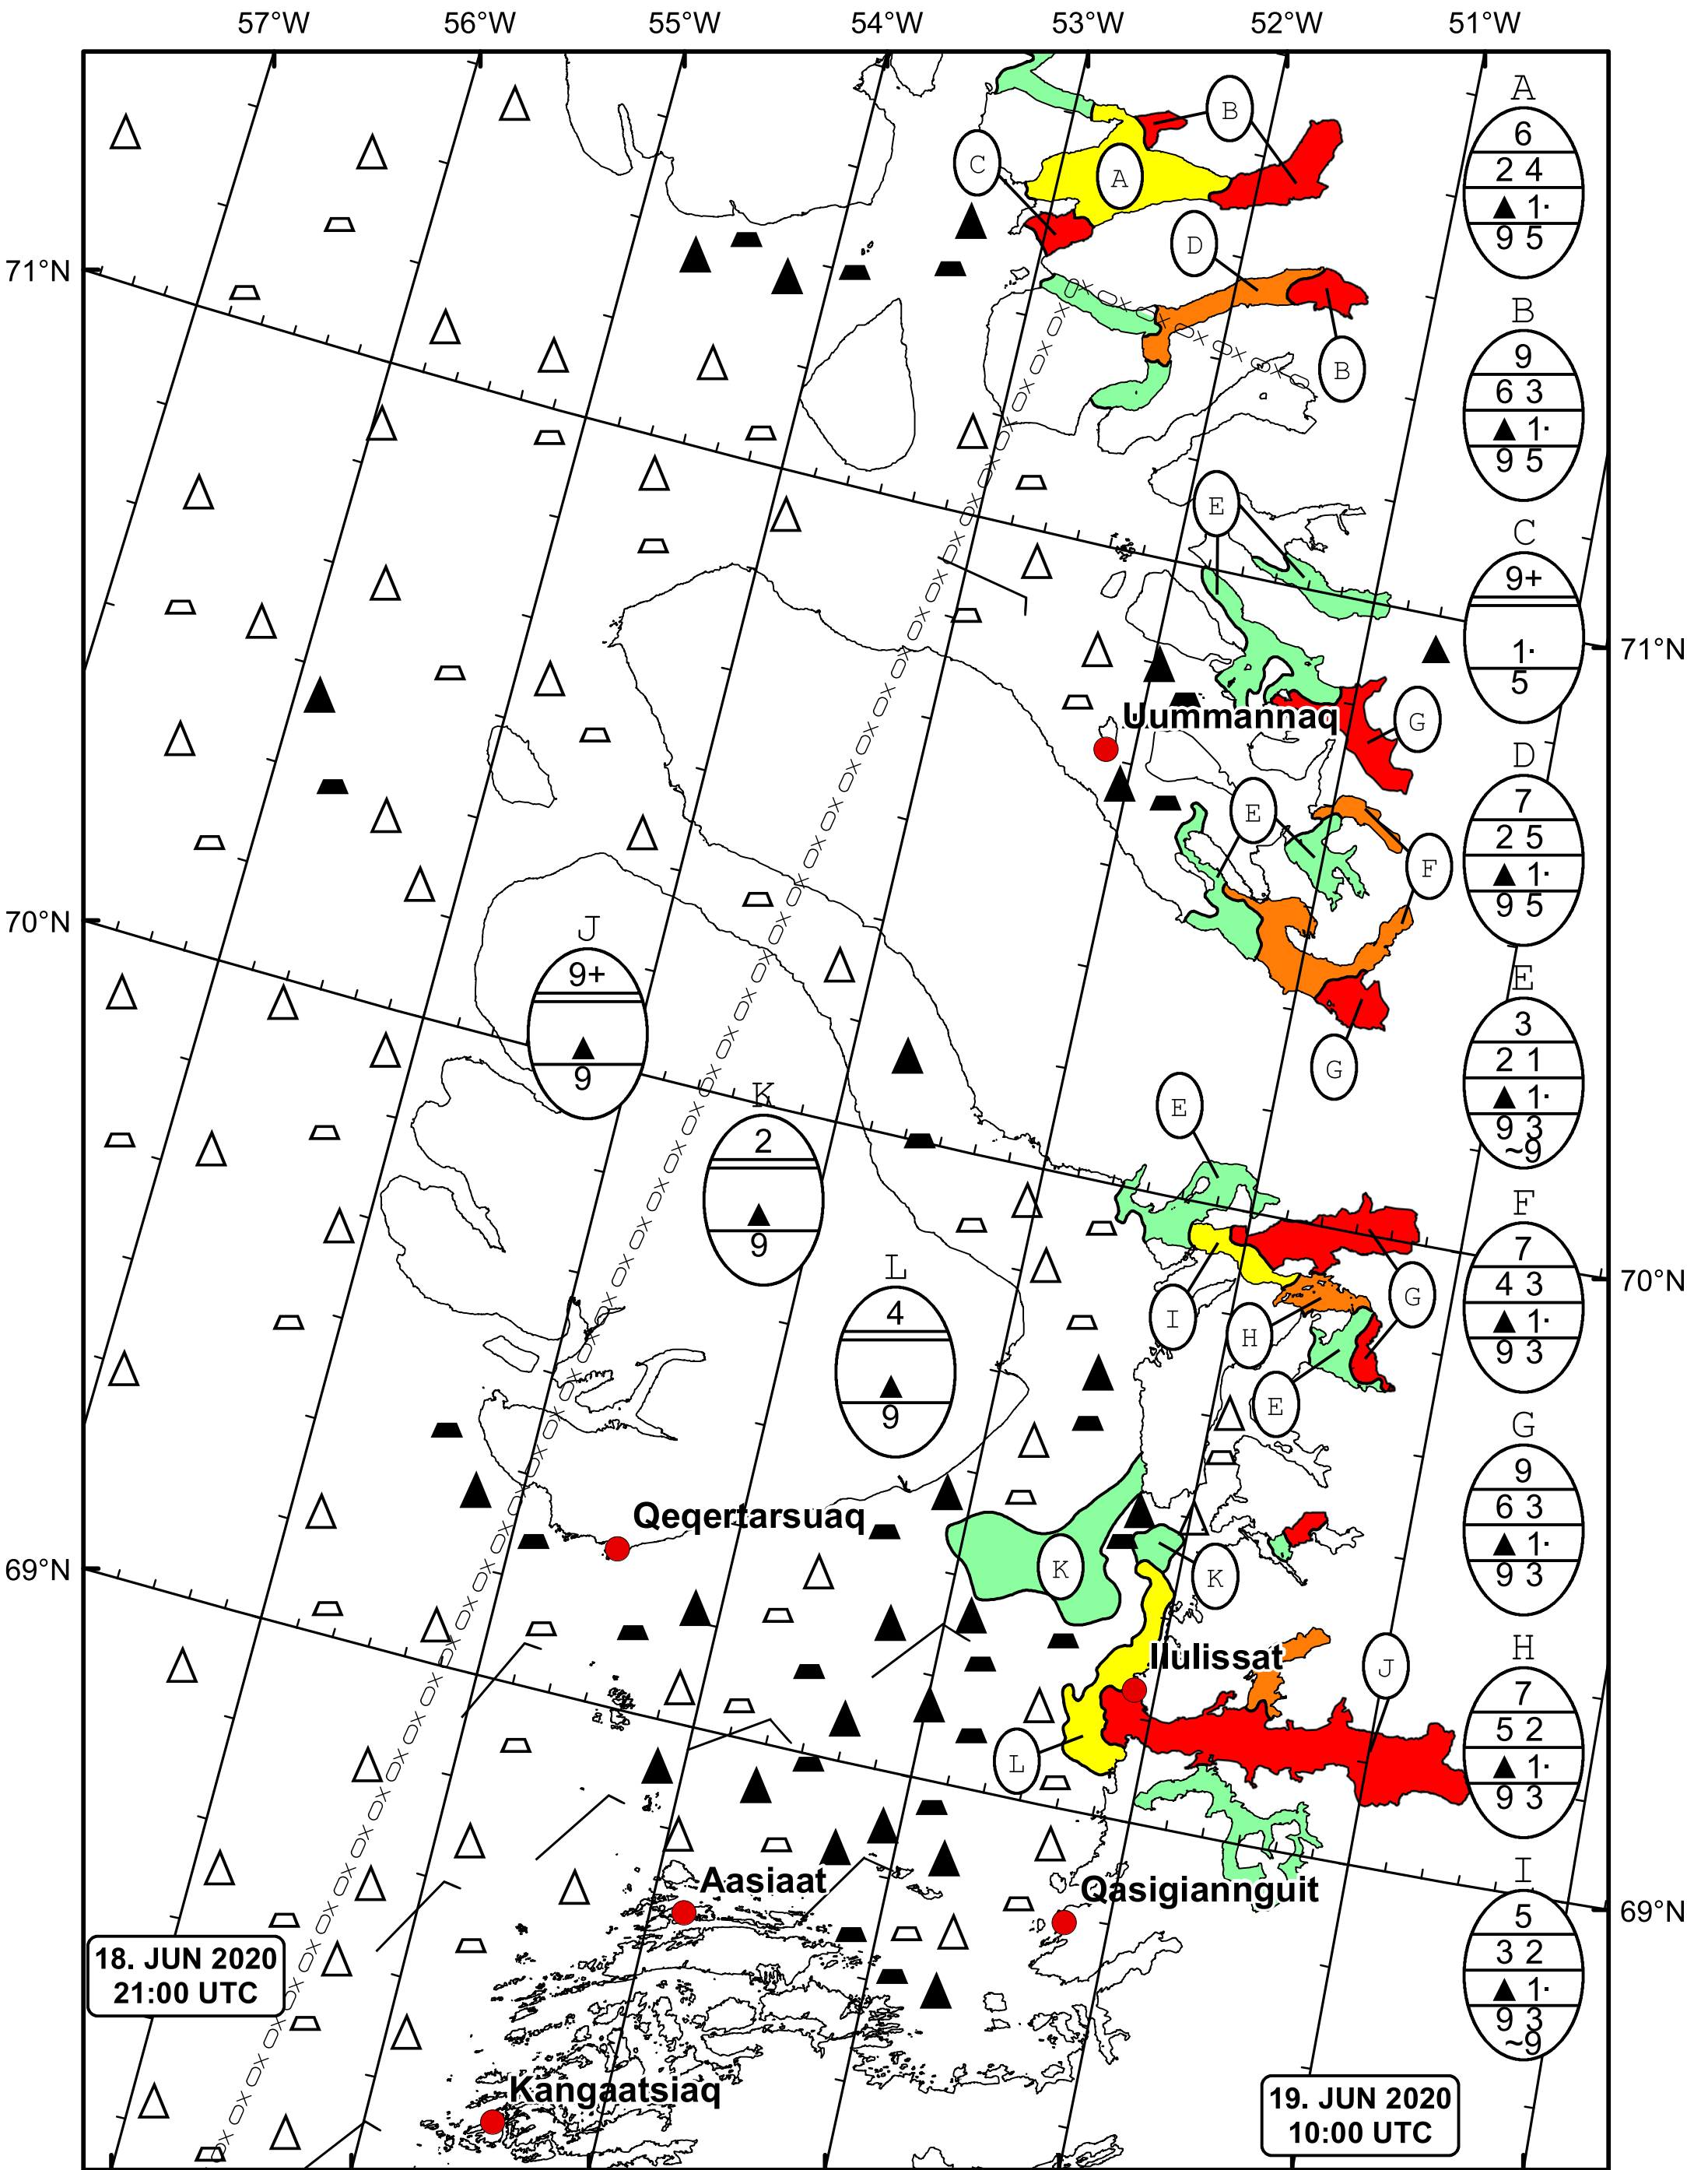 57°W 56°W 55°W 54°W 53°W 52°W 51°W
A
6
2 4
▲ 1·
9 5
B
C
A
D
71°N
B
B
9
6 3
▲ 1·
9 5
E
C
9+
1·
5
71°N
Uummannaq
G
D
7
2 5
▲ 1·
9 5
E
F
70°N
J
9+
▲
9
E
3
2 1
▲ 1·
9 3
~9
G
K
2
▲
9
E
F
7
4 3
▲ 1·
9 3
70°N
L
4
▲
9
I
H
G
E
G
9
6 3
▲ 1·
9 3
Qeqertarsuaq
69°N
K
K
Ilulissat
J
L
H
7
5 2
▲ 1·
9 3
Aasiaat
Qasigiannguit
69°N
I
5
3 2
▲ 1·
9 3
~9
18. JUN 2020
21:00 UTC
Kangaatsiaq
19. JUN 2020
10:00 UTC